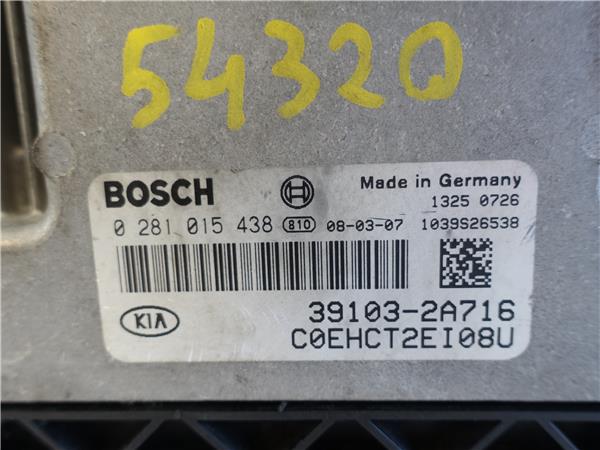 54320
BOSCH
Made in Germany
1325 0726
0 281 015 438 810 08-03-07 1039S26538
KIA
39103-2A716
C0EHCT2EI08U